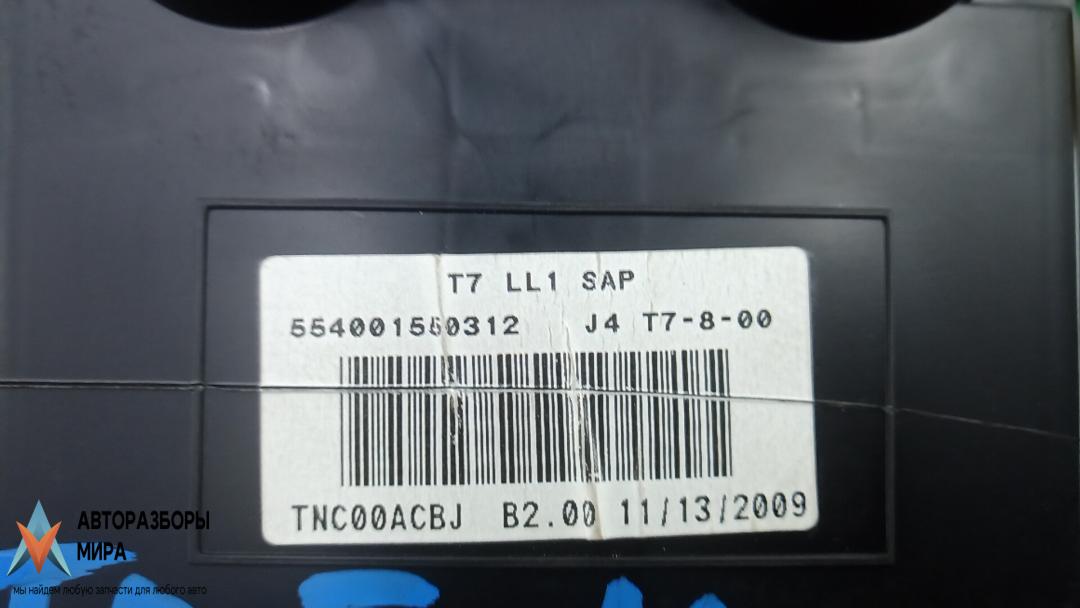 T7 LL1 SAP
554001550312 J4 T7-8-00
TNC00ACBJ B2.00 11/13/2009
АВТОРАЗБОРЫ
МИРА
мы найдем любую запчасти для любого авто